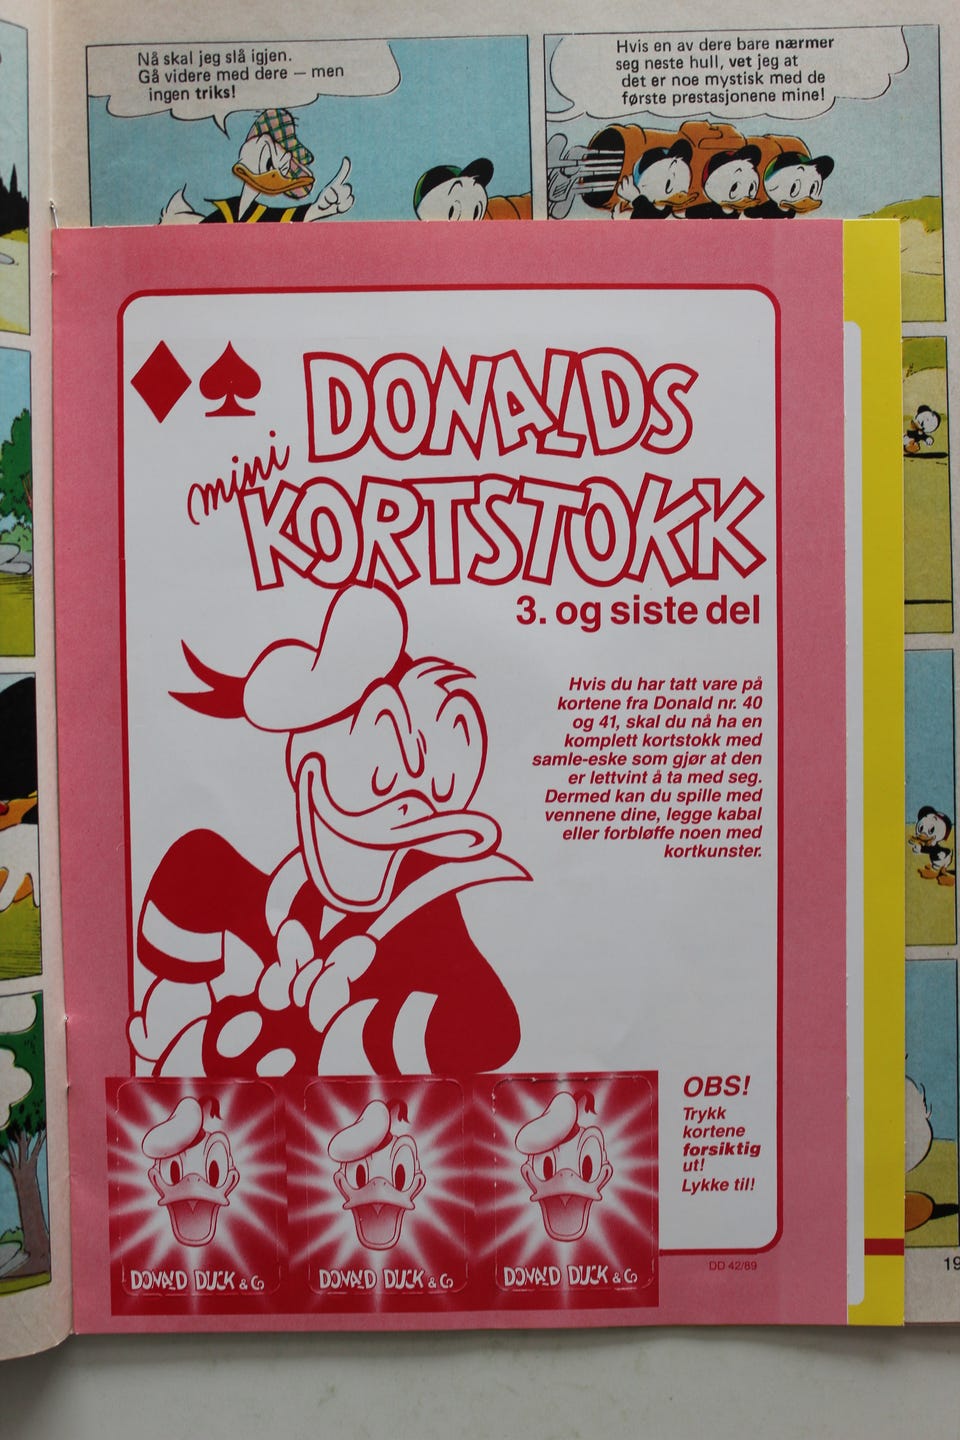 Nå skal jeg slå igjen.
Gå videre med dere – men
ingen triks!
Hvis en av dere bare nærmer
seg neste hull, vet jeg at
det er noe mystisk med de
første prestasjonene mine!
DONALDS
mini
KORTSTOKK
3. og siste del
Hvis du har tatt vare på
kortene fra Donald nr. 40
og 41, skal du nå ha en
komplett kortstokk med
samle-eske som gjør at den
er lettvint å ta med seg.
Dermed kan du spille med
vennene dine, legge kabal
eller forbløffe noen med
kortkunster.
OBS!
Trykk
kortene
forsiktig
ut!
Lykke til!
DONALD DUCK & Co
DONALD DUCK & Co
DONALD DUCK & Co
DD 42/89
19